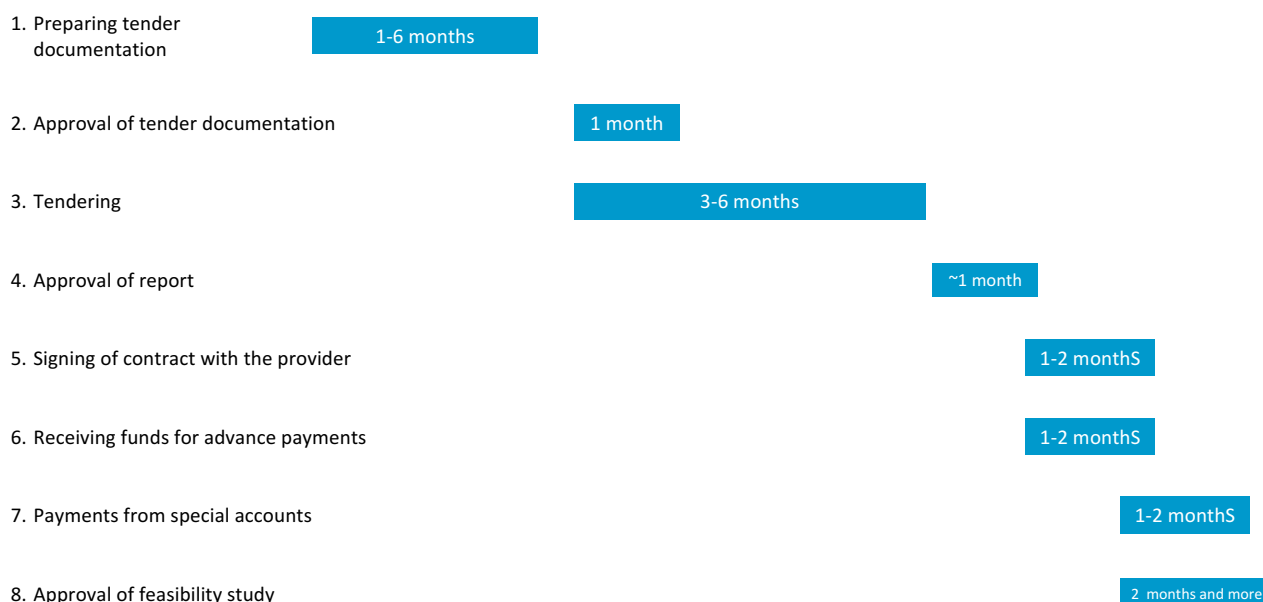 1. Preparing tender
documentation
1-6 months
2. Approval of tender documentation
1 month
3. Tendering
3-6 months
4. Approval of report
~1 month
5. Signing of contract with the provider
1-2 monthS
6. Receiving funds for advance payments
1-2 monthS
7. Payments from special accounts
1-2 monthS
8. Approval of feasibility study
2 months and more